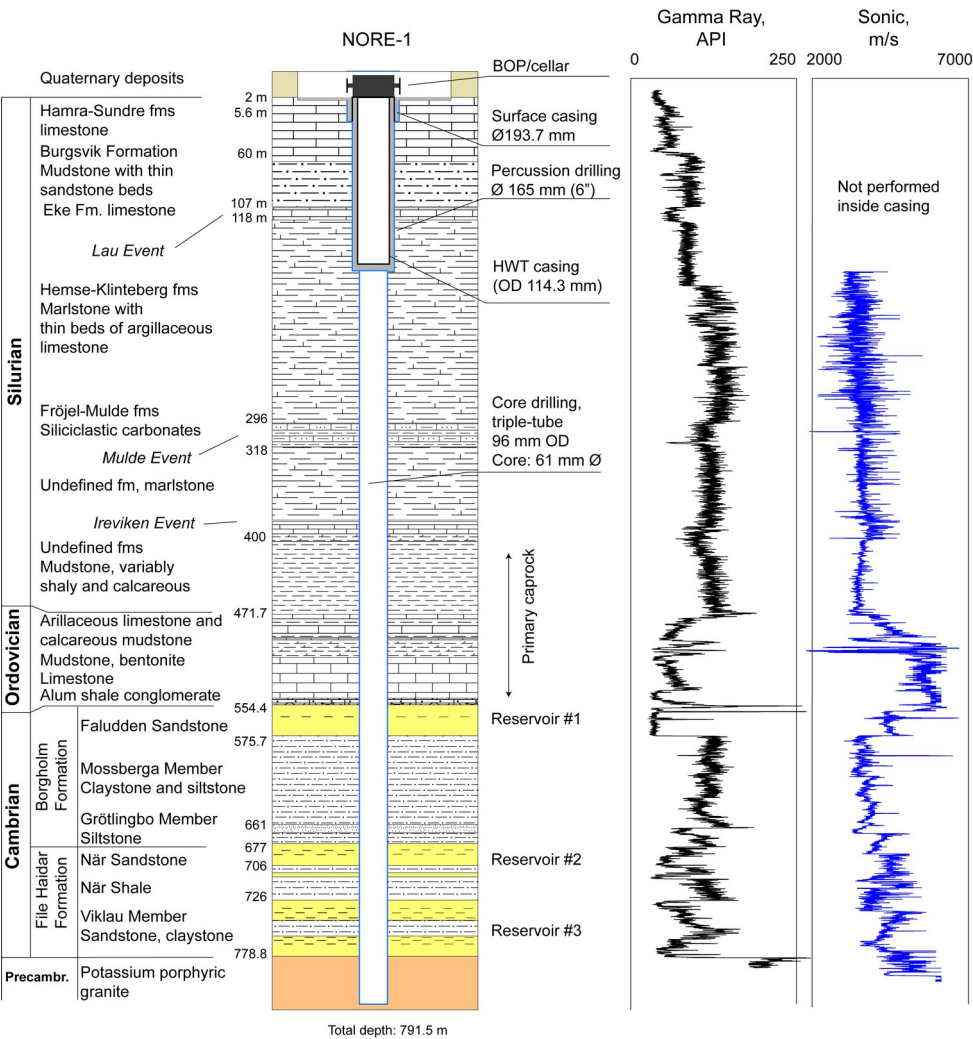 NORE-1
Gamma Ray,
API
Sonic,
m/s
0
250
2000
7000
Quaternary deposits
BOP/cellar
2 m
5.6 m
Hamra-Sundre fms
limestone
Surface casing
Ø193.7 mm
Burgsvik Formation
Mudstone with thin
sandstone beds
60 m
Percussion drilling
Ø 165 mm (6”)
Not performed
inside casing
107 m
Eke Fm. limestone
118 m
Lau Event
HWT casing
(OD 114.3 mm)
Hemse-Klinteberg fms
Marlstone with
thin beds of argillaceous
limestone
Silurian
Fröjel-Mulde fms
Siliciclastic carbonates
296
Core drilling,
triple-tube
96 mm OD
Core: 61 mm Ø
Mulde Event
318
Undefined fm, marlstone
Ireviken Event
400
Undefined fms
Mudstone, variably
shaly and calcareous
Primary caprock
471.7
Ordovician
Arillaceous limestone and
calcareous mudstone
Mudstone, bentonite
Limestone
Alum shale conglomerate
554.4
Cambrian
Borgholm
Formation
Faludden Sandstone
Reservoir #1
575.7
Mossberga Member
Claystone and siltstone
Grötlingbo Member
Siltstone
661
677
File Haidar
Formation
När Sandstone
Reservoir #2
706
När Shale
726
Viklau Member
Sandstone, claystone
Reservoir #3
778.8
Precambr.
Potassium porphyric
granite
Total depth: 791.5 m